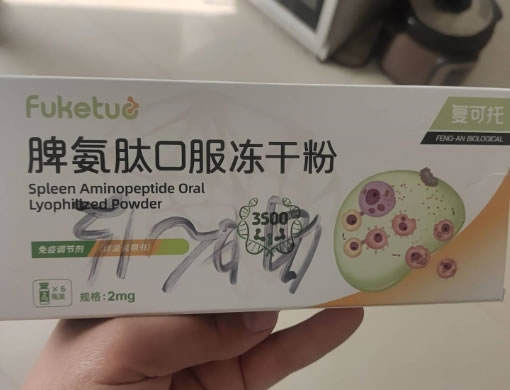 Fuketuo
复可托
FENG-AN BIOLOGICAL
脾氨肽口服冻干粉
Spleen Aminopeptide Oral
Lyophilized Powder
3500
免疫调节剂
×6
规格:2mg